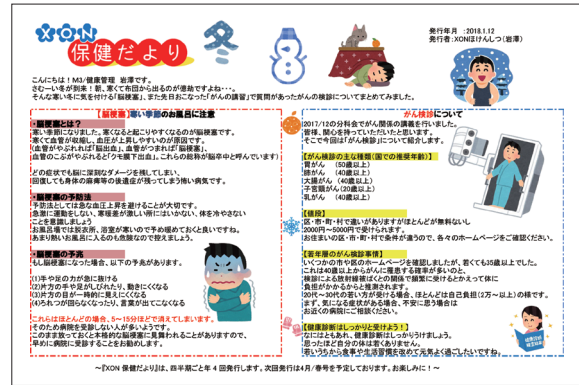 XON
保健だより
冬
発行年月 :2018.1.12
発行者:XONほけんしつ(岩澤)
こんにちは!M3/健康管理 岩澤です。
さむーい冬が到来!朝、寒くて布団から出るのが億劫ですよね・・・
そんな寒い冬に気を付ける「脳梗塞」、また先日おこなった「がんの講習」で質問があったがんの検診についてまとめてみました。
【脳梗塞】寒い季節のお風呂に注意
・脳梗塞とは?
寒い季節になりました。寒くなると起こりやすくなるのが脳梗塞です。
寒くて血管が収縮し、血圧が上昇しやすいのが原因です。
(血管がやぶれれば「脳出血」、血管がつまれば「脳梗塞」、
血管のこぶがやぶれると「クモ膜下出血」。これらの総称が脳卒中と呼んでいます)
どの症状でも脳に深刻なダメージを残してしまい、
回復しても身体の麻痺等の後遺症が残ってしまう怖い病気です。
・脳梗塞の予防法
予防法としては急な血圧上昇を避けることが大切です。
急激に運動をしない、寒暖差が激しい所にはいかない、体を冷やさない
ことを意識しましょう
お風呂場では脱衣所、浴室が寒いので予め暖めておくと良いですね。
あまり熱いお風呂に入るのも危険なので控えましょう。
・脳梗塞の予兆
もし脳梗塞になった場合、以下の予兆があります。
(1)手や足の力が急に抜ける
(2)片方の手や足がしびれたり、動きにくくなる
(3)片方の目が一時的に見えにくくなる
(4)ろれつが回らなくなったり、言葉が出てこなくなる
これらはほとんどの場合、5~15分ほどで消えてしまいます。
そのため病院を受診しない人が多いようです。
このまま放っておくと本格的な脳梗塞に見舞われることがありますので、
早めに病院に受診することをお勧めします。
がん検診について
2017/12の分科会でがん関係の講義を行いました。
皆様、関心を持っていただいたと思います。
そこで今回は「がん検診」について紹介します。
【がん検診の主な種類(国での推奨年齢)】
胃がん (50歳以上)
肺がん (40歳以上)
大腸がん (40歳以上)
子宮頸がん(20歳以上)
乳がん (40歳以上)
【値段】
区・市・町・村で違いがありますがほとんどが無料ないし
2000円~5000円で受けられます。
お住まいの区・市・町・村で条件が違うので、各々のホームページをご確認ください。
【若年層のがん検診事情】
いくつかの市や区のホームページを確認しましたが、若くても35歳以上でした。
これは40歳以上からがんに罹患する確率が多いのと、
検診による放射線被ばくとの関係で頻繁に受けるとかえって体に
負担がかかるからと推測されます。
20代~30代の若い方が受ける場合、ほとんどは自己負担(2万~以上)の様です。
まず、気になる症状がある場合、不安に思う場合は
お近くの病院にご相談ください。
【健康診断はしっかりと受けよう!】
なにはともあれ、健康診断はしっかりうけましょう。
思ったほど自分の体は若くありません。
若いうちから食事や生活習慣を改めて元気よく過ごしたいですね。
~『XON 保健だより』は、四半期ごと年4回発行します。次回発行は4月/春号を予定しております。お楽しみに!~